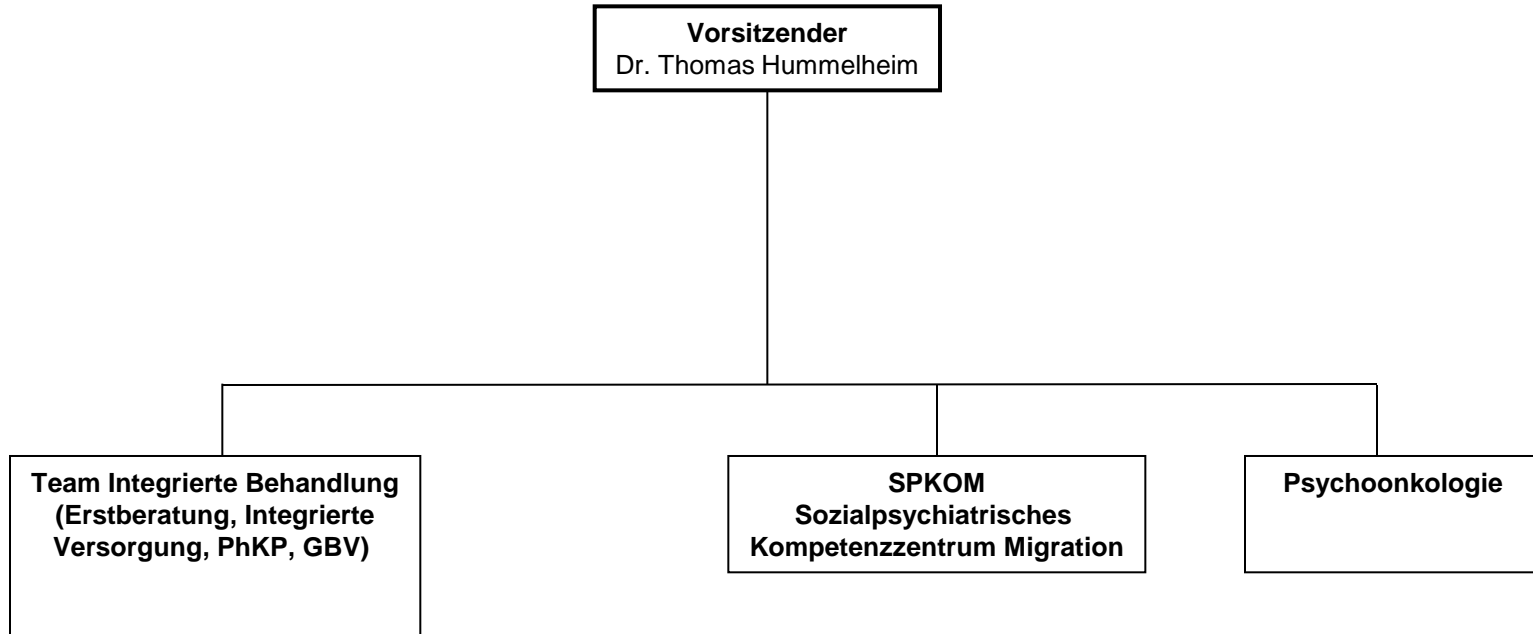 Vorsitzender
Dr. Thomas Hummelheim
Team Integrierte Behandlung
(Erstberatung, Integrierte
Versorgung, PhKP, GBV)
SPKOM
Sozialpsychiatrisches
Kompetenzzentrum Migration
Psychoonkologie